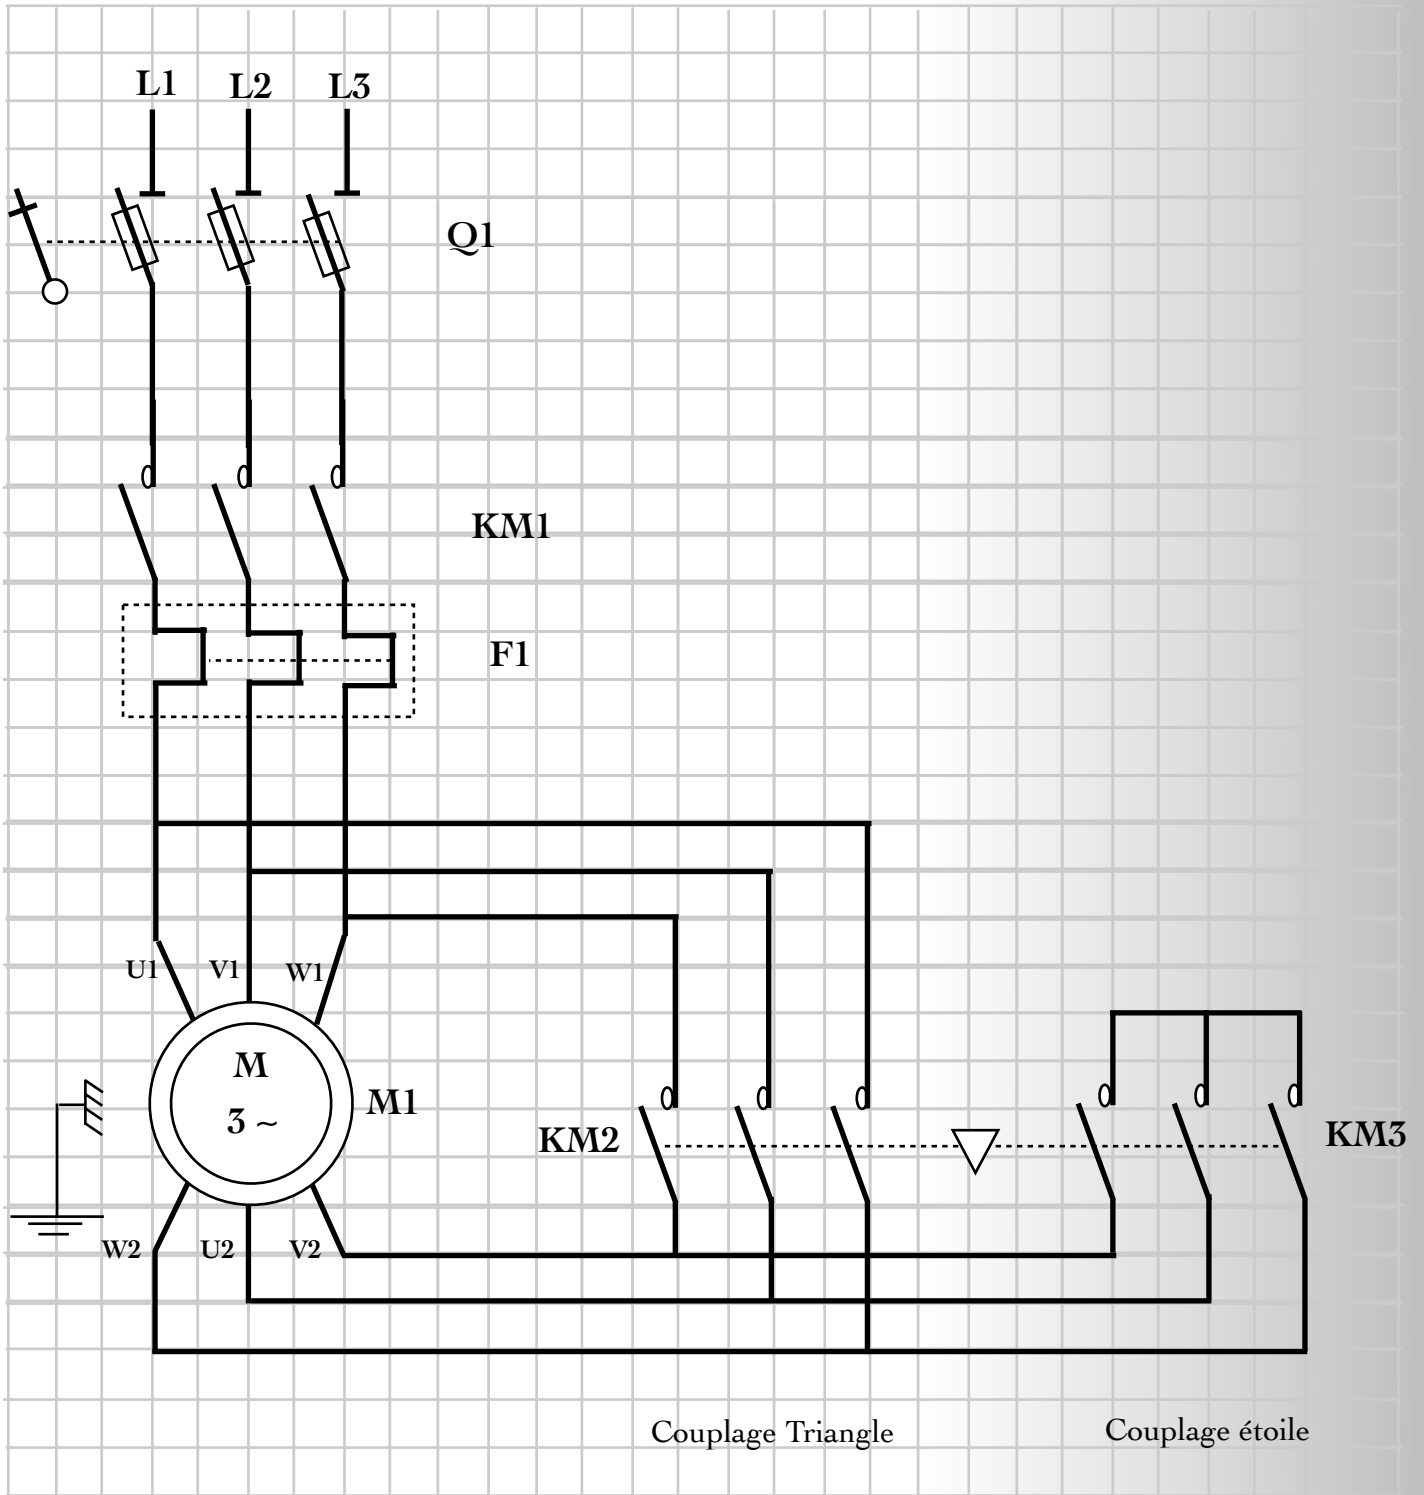 L1 L2 L3
Q1
KM1
F1
U1 V1 W1
M
3 ~
M1
KM2
KM3
W2 U2 V2
Couplage Triangle
Couplage étoile